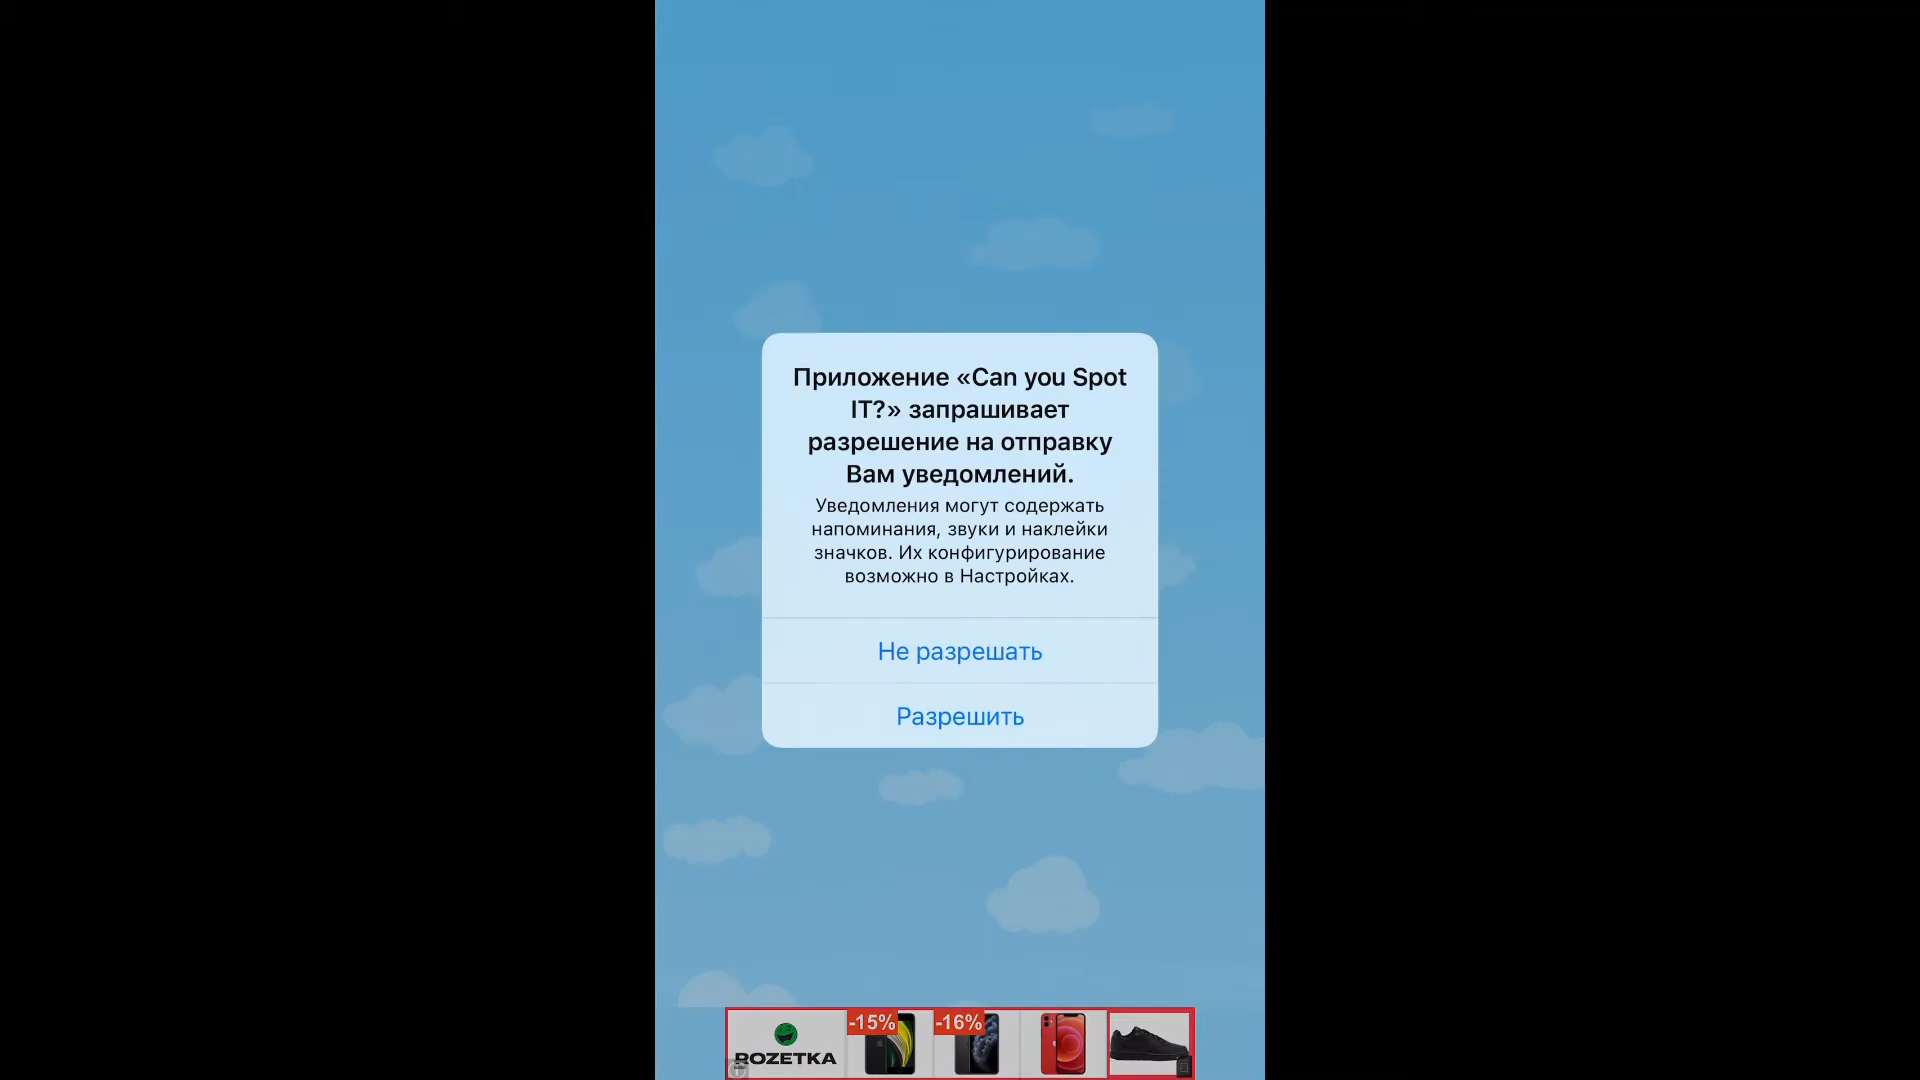 Приложение «Can you Spot
IT?» запрашивает
разрешение на отправку
Вам уведомлений.
Уведомления могут содержать
напоминания, звуки и наклейки
значков. Их конфигурирование
возможно в Настройках.
Не разрешать
Разрешить
-15%
-16%
ROZETKA